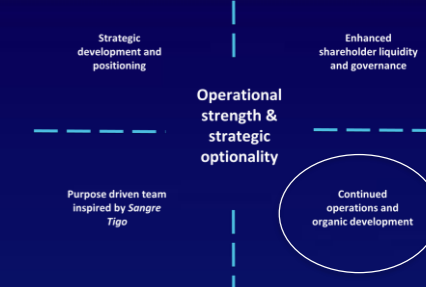 Strategic
development and
positioning
Enhanced
shareholder liquidity
and governance
Operational
strength &
strategic
optionality
Purpose driven team
inspired by Sangre
Tigo
Continued
operations and
organic development